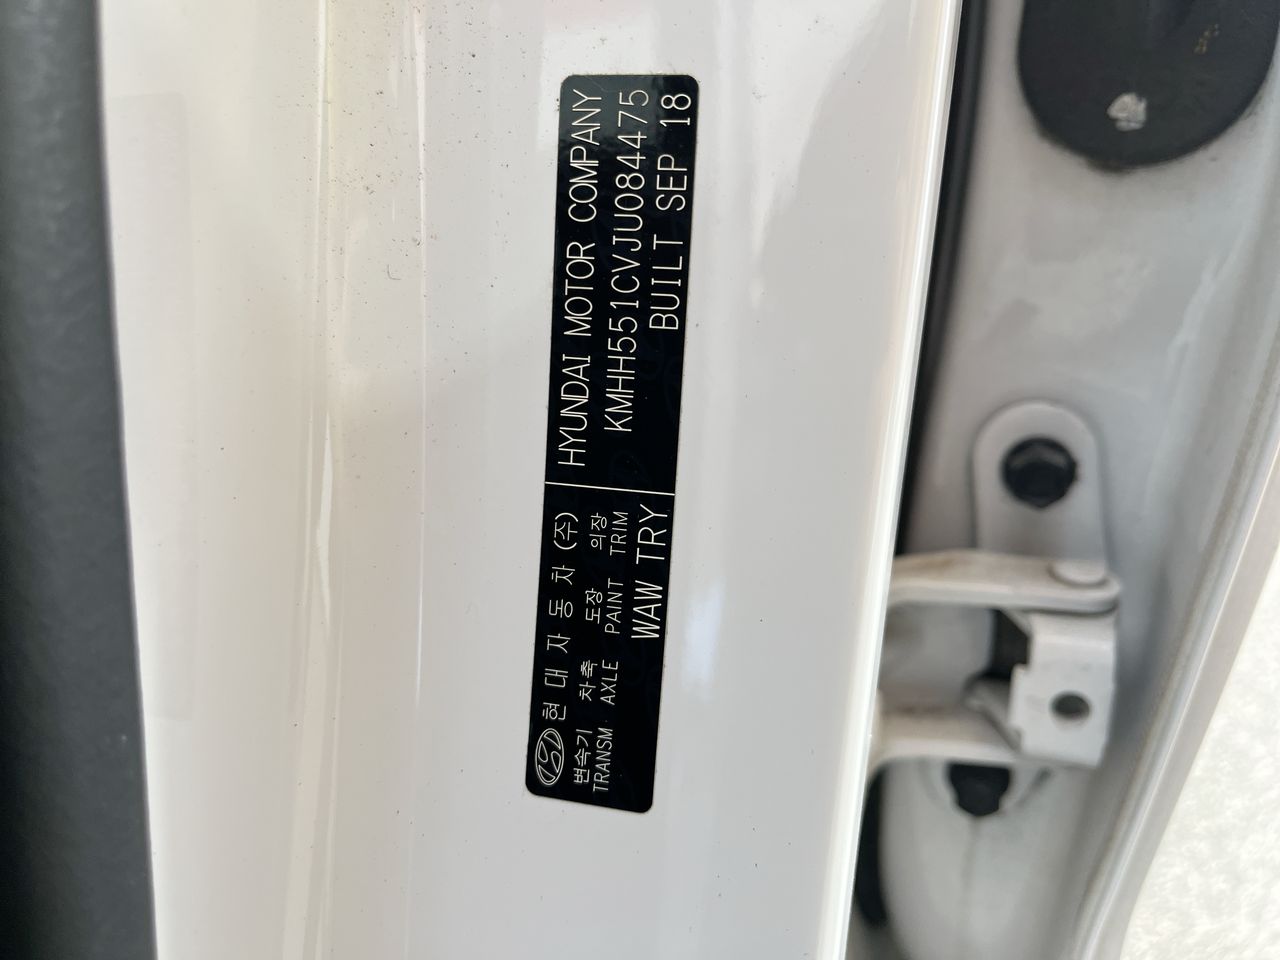 현대자동차(주)
HYUNDAI MOTOR COMPANY
변속기 차축 도장 의장
KMHH551CVJU084475
TRANSM AXLE PAINT TRIM
BUILT SEP 18
WAW TRY